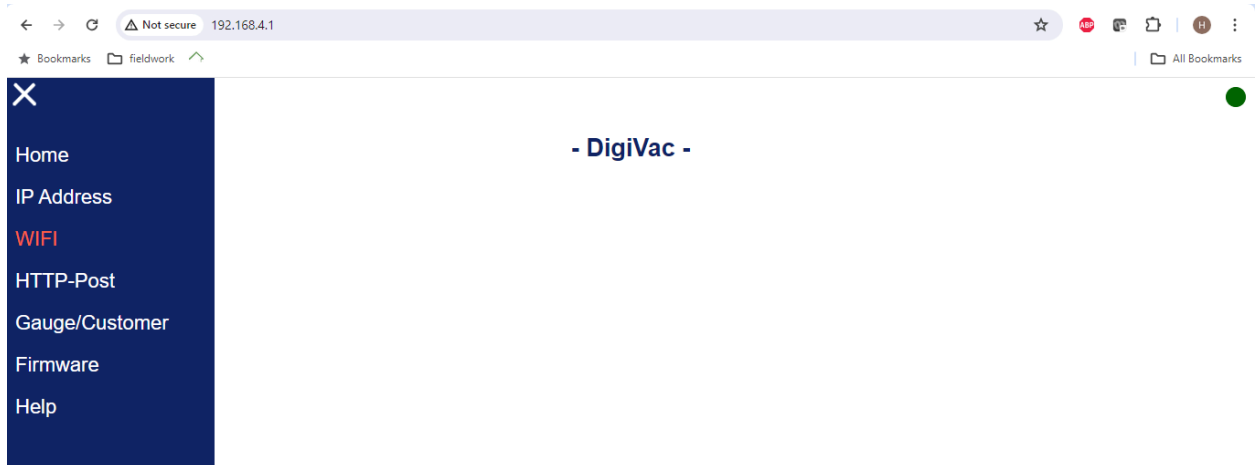 Not secure 192.168.4.1
ABP
H
Bookmarks fieldwork All Bookmarks
- DigiVac -
Home
IP Address
WIFI
HTTP-Post
Gauge/Customer
Firmware
Help